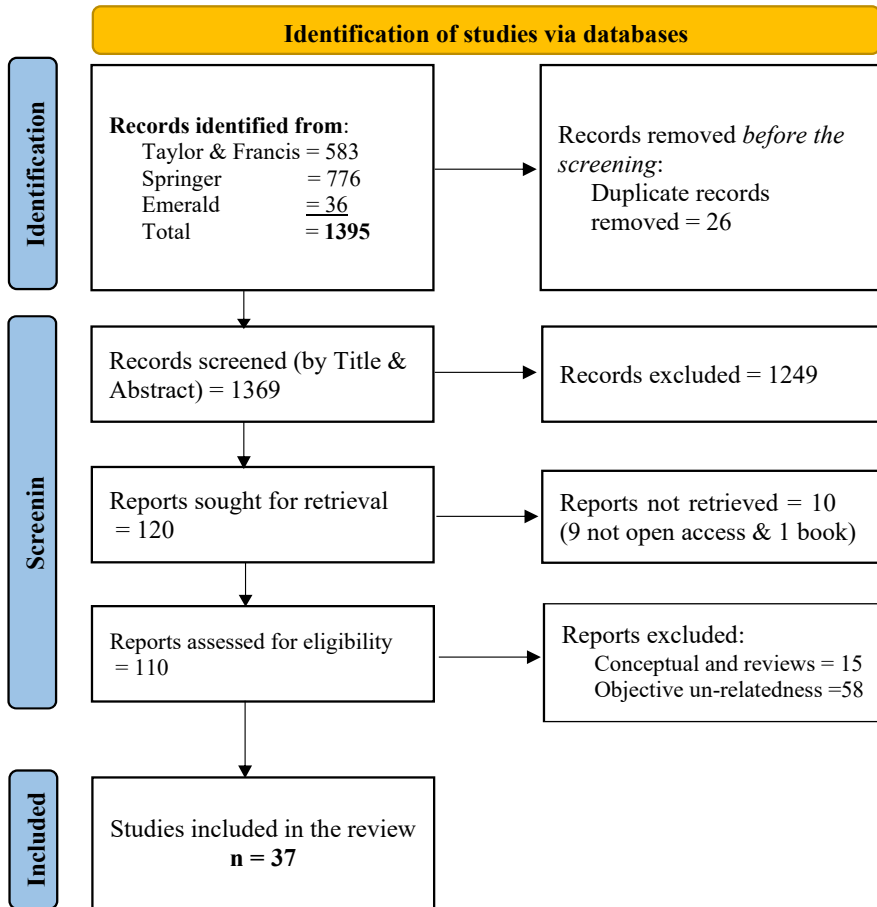 Identification of studies via databases
Identification
Records identified from:
Taylor & Francis = 583
Springer = 776
Emerald = 36
Total = 1395
Records removed before the
screening:
Duplicate records
removed = 26
Screenin
Records screened (by Title &
Abstract) = 1369
Records excluded = 1249
Reports sought for retrieval
= 120
Reports not retrieved = 10
(9 not open access & 1 book)
Reports assessed for eligibility
= 110
Reports excluded:
Conceptual and reviews = 15
Objective un-relatedness =58
Included
Studies included in the review
n = 37